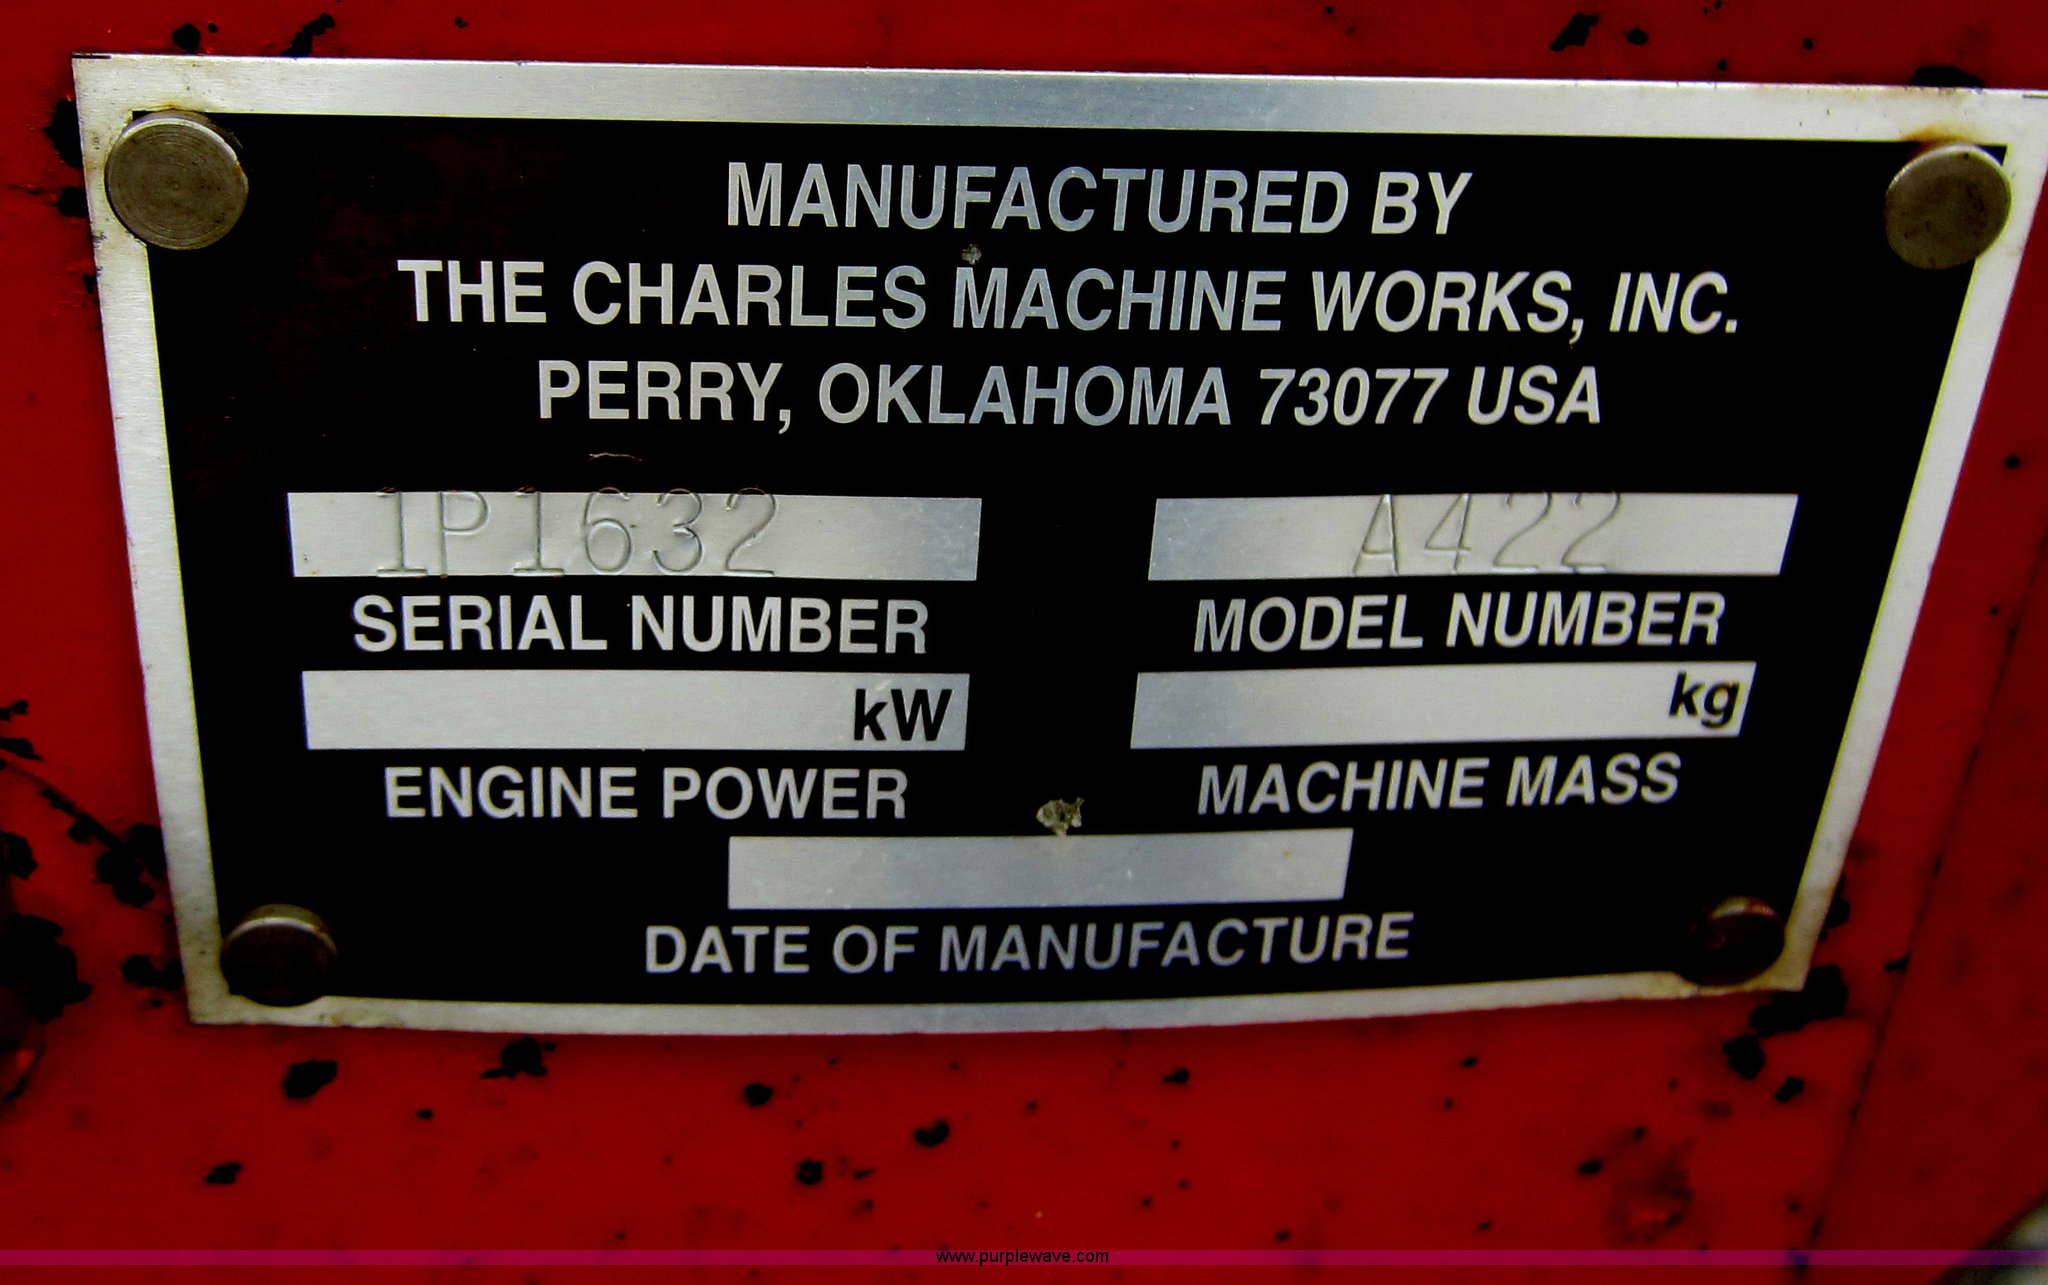 MANUFACTURED BY
THE CHARLES MACHINE WORKS, INC.
PERRY, OKLAHOMA 73077 USA
1P1632 A422
SERIAL NUMBER MODEL NUMBER
kW kg
ENGINE POWER MACHINE MASS
DATE OF MANUFACTURE
www.purplewave.com